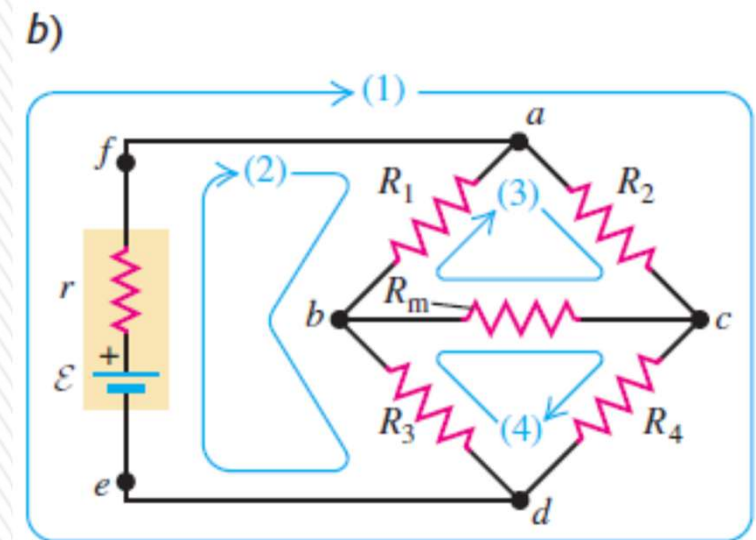 b)
(1)
a
f
(2)
R1
(3)
R2
r
Rm
b
c
+
ℰ
R3
(4)
R4
e
d